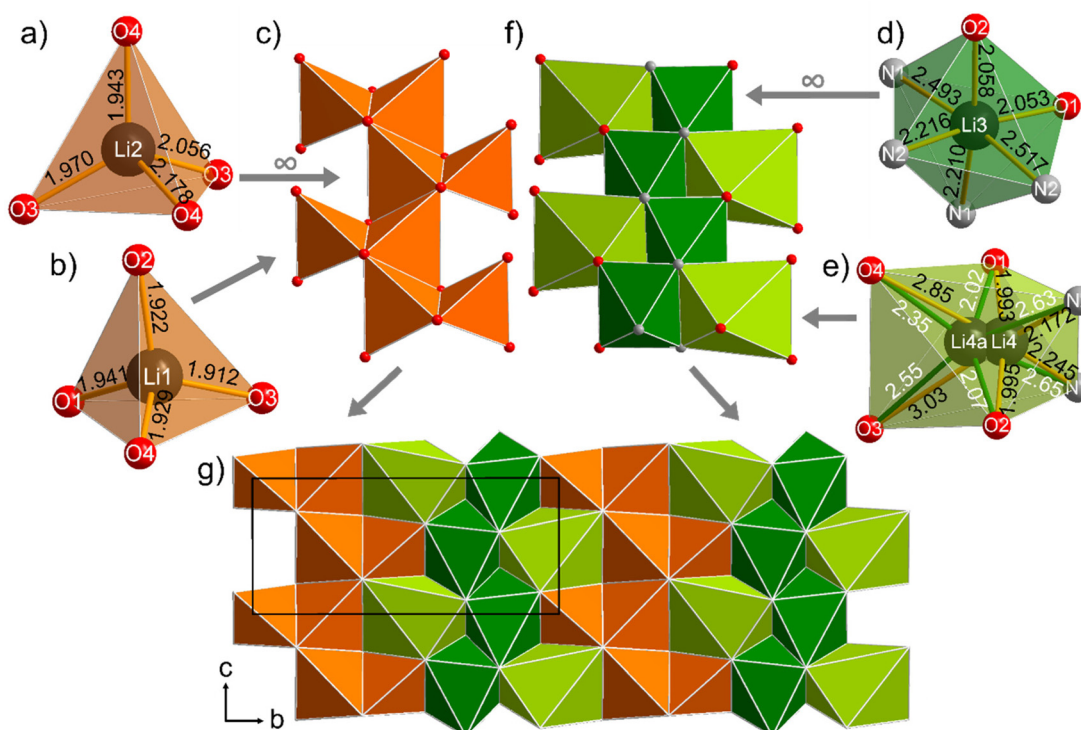 a)
O4
1.943
Li2
1.970
2.056
2.178
O3
O3
O4
b)
O2
1.922
Li1
1.941
1.912
1.929
O1
O3
O4
c)
∞
f)
∞
d)
O2
N1
2.058
2.493
2.053
O1
Li3
2.216
2.517
N2
2.210
N2
N1
e)
O4
O1
2.85
2.02
1.993
2.63
N
2.35
2.172
Li4a
Li4
2.245
2.55
3.03
2.07
1.995
2.65
N
O3
O2
g)
c
b